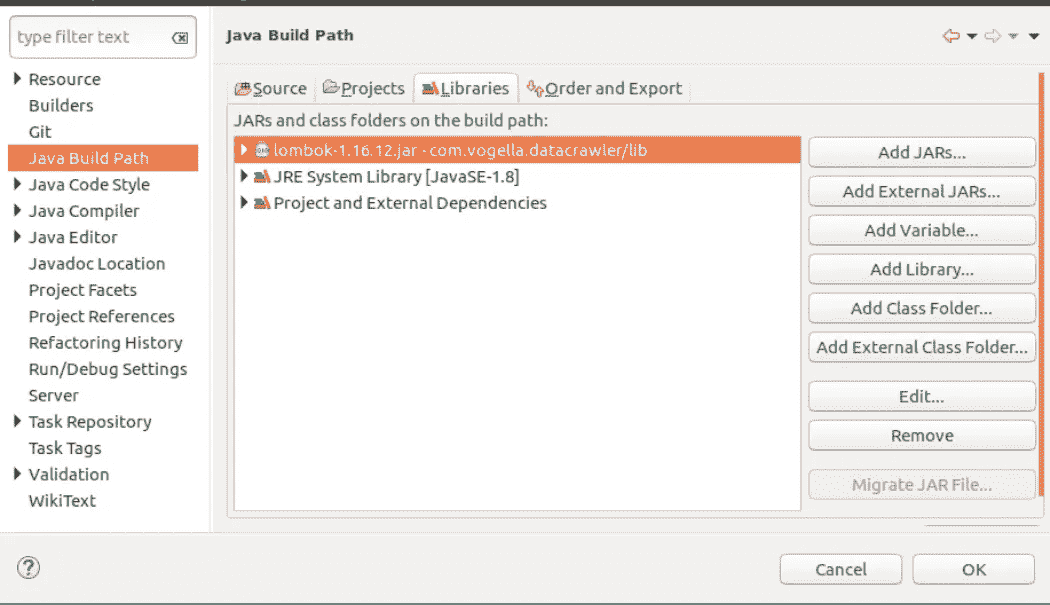 type filter text
Resource
Builders
Git
Java Build Path
Java Code Style
Java Compiler
Java Editor
Javadoc Location
Project Facets
Project References
Refactoring History
Run/Debug Settings
Server
Task Repository
Task Tags
Validation
WikiText
Java Build Path
Source
Projects
Libraries
Order and Export
JARs and class folders on the build path:
lombok-1.16.12.jar - com.vogella.datacrawler/lib
JRE System Library [JavaSE-1.8]
Project and External Dependencies
Add JARs...
Add External JARs...
Add Variable...
Add Library...
Add Class Folder...
Add External Class Folder...
Edit...
Remove
Migrate JAR File...
?
Cancel
OK